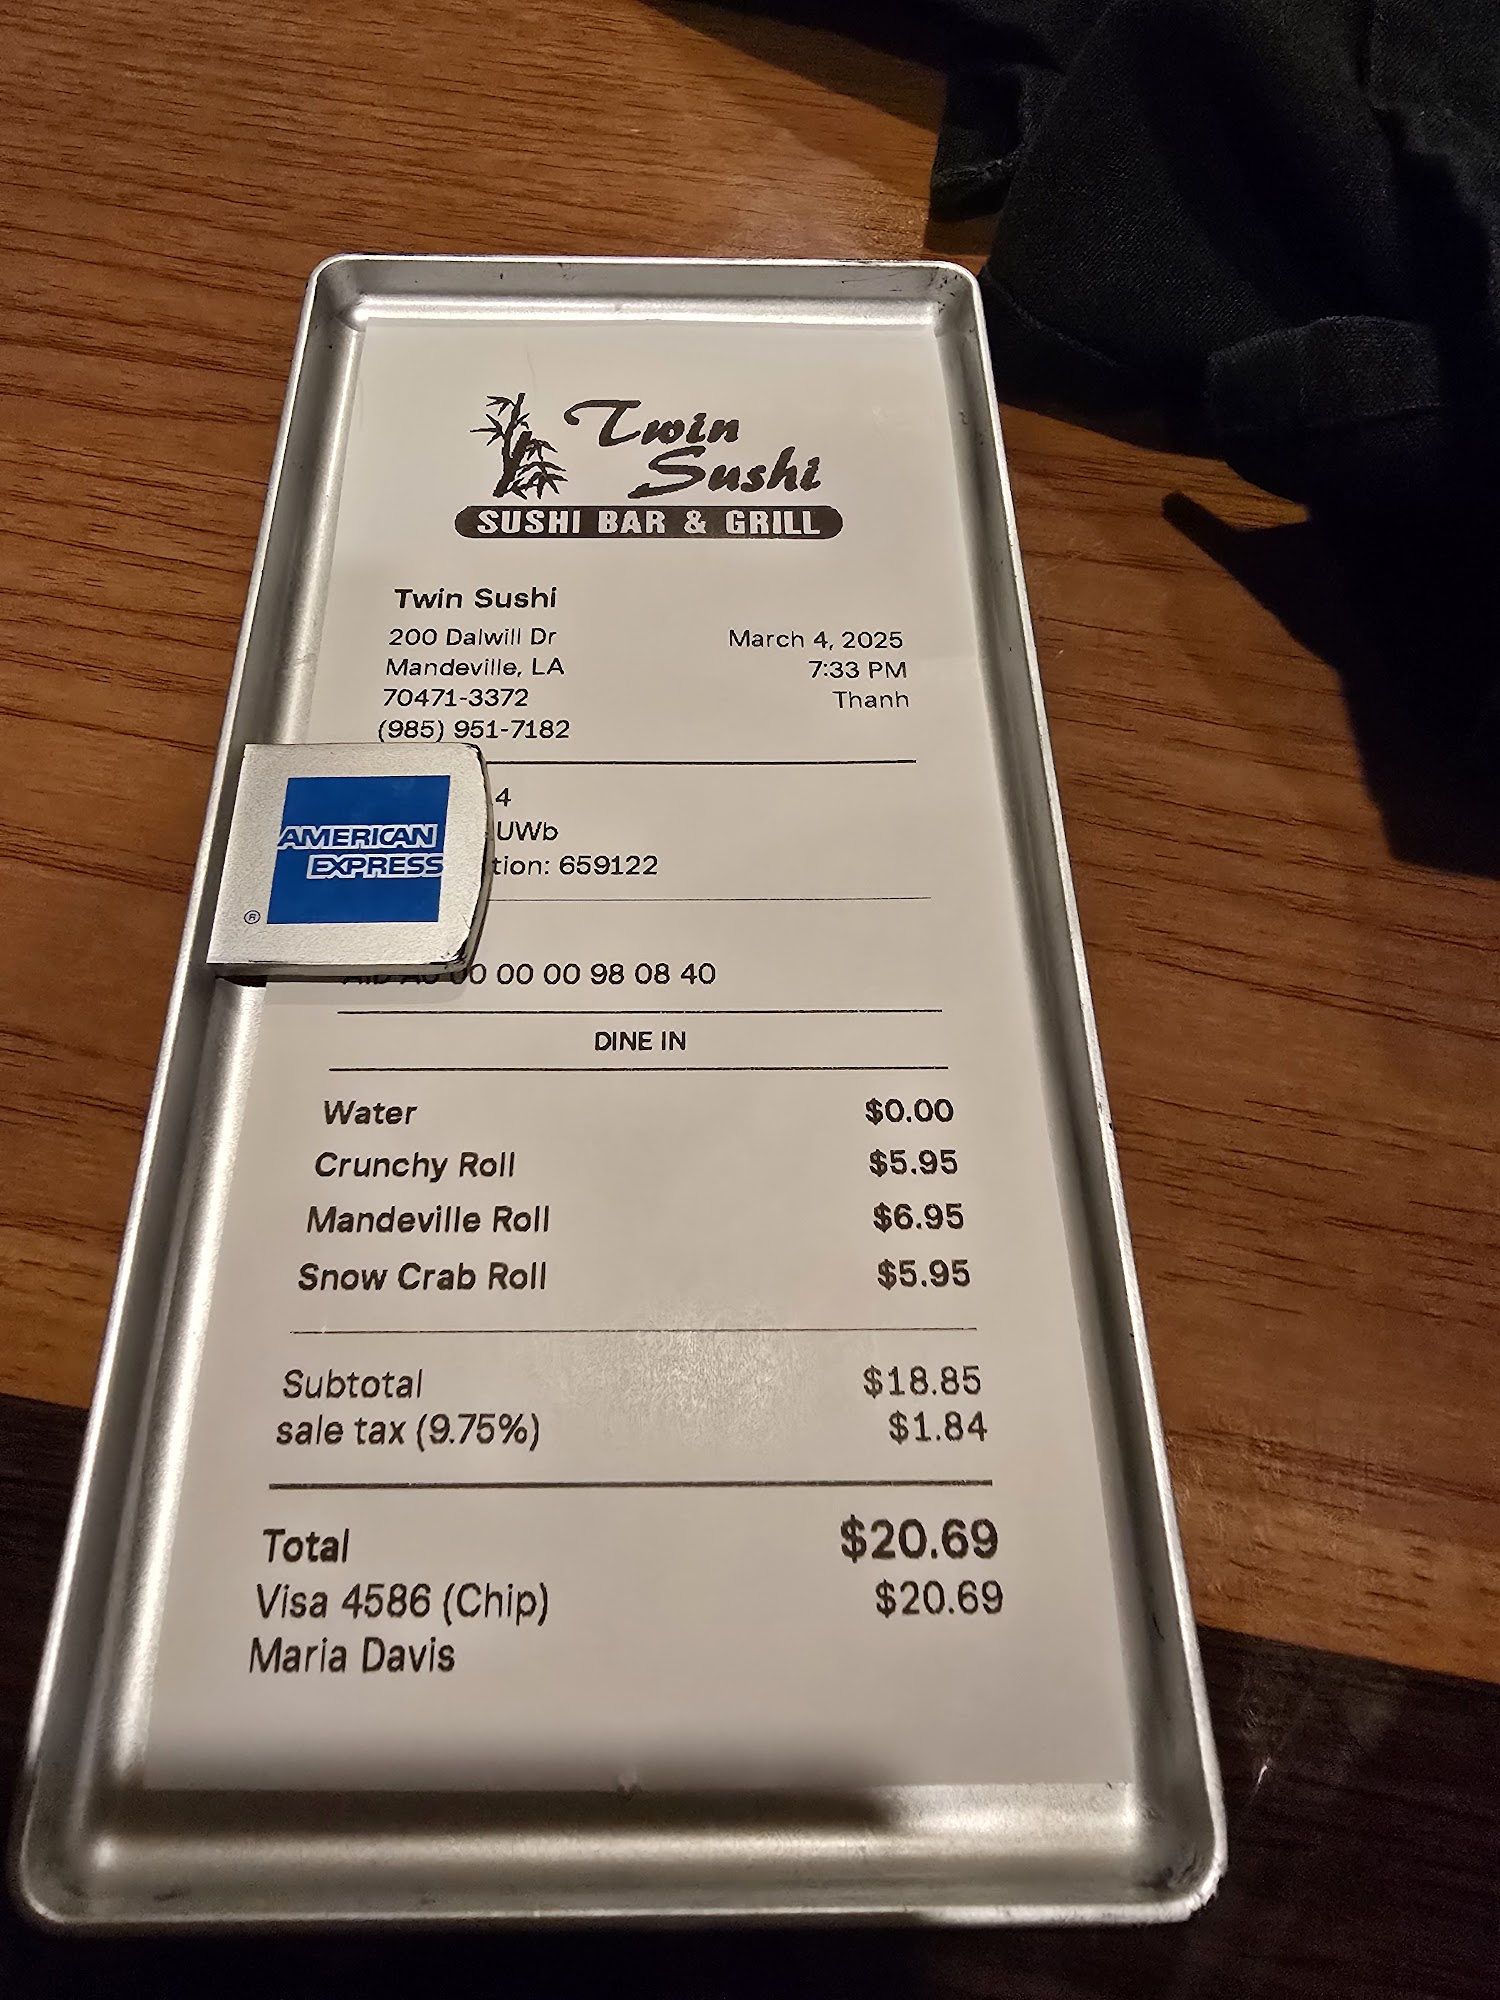 Twin
Sushi
SUSHI BAR & GRILL
Twin Sushi
200 Dalwill Dr
Mandeville, LA
70471-3372
(985) 951-7182
March 4, 2025
7:33 PM
Thanh
AMERICAN
EXPRESS
®
4
UWb
tion: 659122
00 00 00 98 08 40
DINE IN
Water $0.00
Crunchy Roll $5.95
Mandeville Roll $6.95
Snow Crab Roll $5.95
Subtotal $18.85
sale tax (9.75%) $1.84
Total $20.69
Visa 4586 (Chip) $20.69
Maria Davis